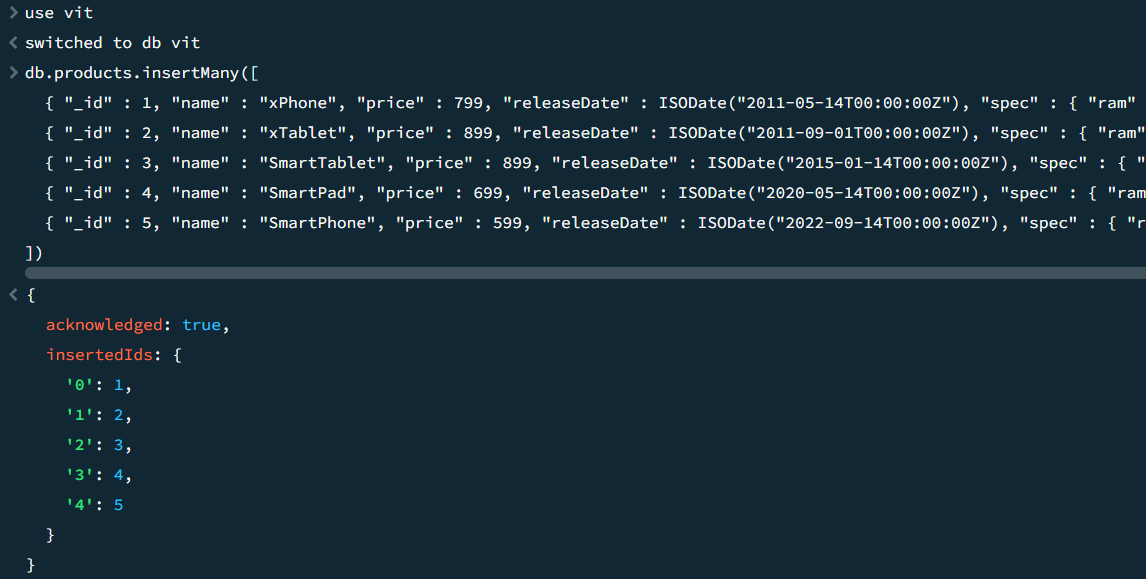 > use vit
< switched to db vit
> db.products.insertMany([
{ "_id" : 1, "name" : "xPhone", "price" : 799, "releaseDate" : ISODate("2011-05-14T00:00:00Z"), "spec" : { "ram"
{ "_id" : 2, "name" : "xTablet", "price" : 899, "releaseDate" : ISODate("2011-09-01T00:00:00Z"), "spec" : { "ram"
{ "_id" : 3, "name" : "SmartTablet", "price" : 899, "releaseDate" : ISODate("2015-01-14T00:00:00Z"), "spec" : { "
{ "_id" : 4, "name" : "SmartPad", "price" : 699, "releaseDate" : ISODate("2020-05-14T00:00:00Z"), "spec" : { "ram
{ "_id" : 5, "name" : "SmartPhone", "price" : 599, "releaseDate" : ISODate("2022-09-14T00:00:00Z"), "spec" : { "r
])
< {
acknowledged: true,
insertedIds: {
'0': 1,
'1': 2,
'2': 3,
'3': 4,
'4': 5
}
}